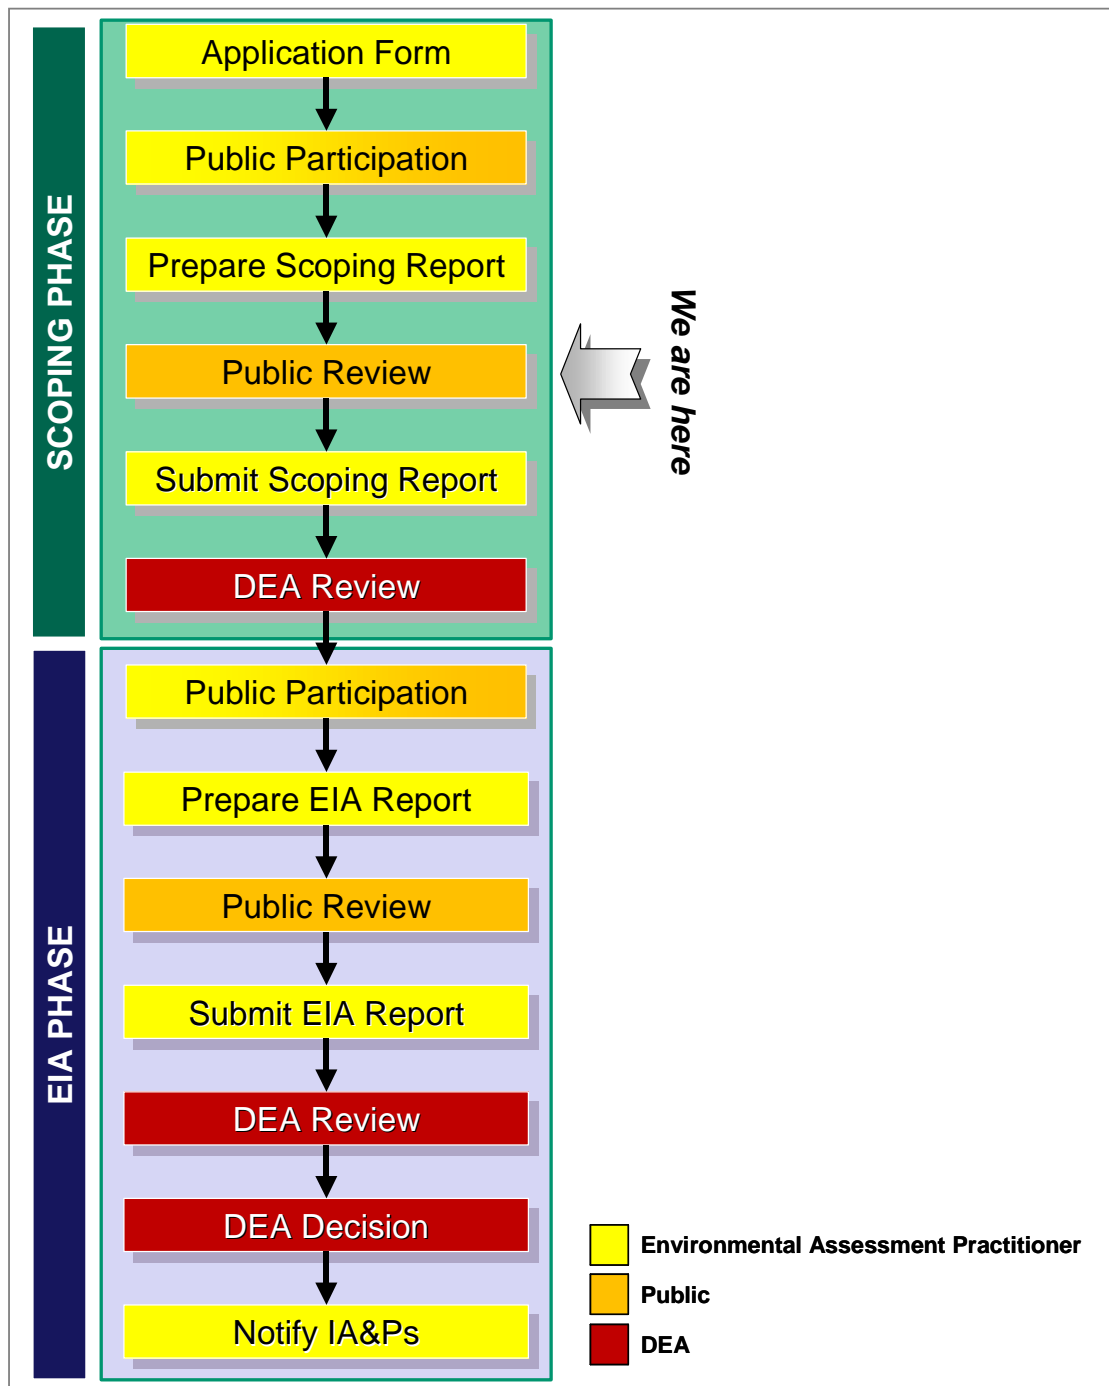 SCOPING PHASE
Application Form
Public Participation
Prepare Scoping Report
Public Review
We are here
Submit Scoping Report
DEA Review
EIA PHASE
Public Participation
Prepare EIA Report
Public Review
Submit EIA Report
DEA Review
DEA Decision
Notify IA&Ps
Environmental Assessment Practitioner
Public
DEA